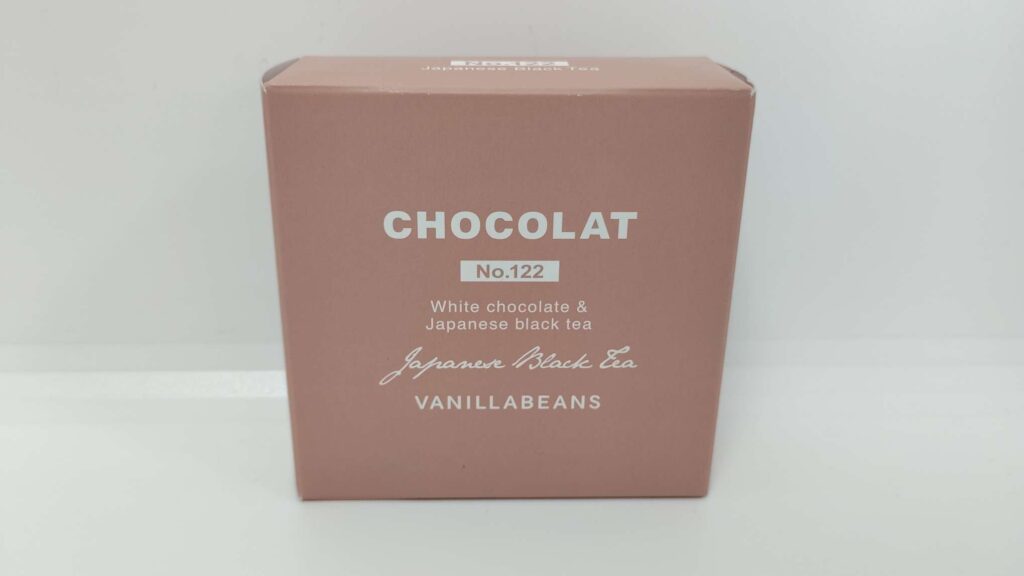 No.122
Japanese Black Tea
CHOCOLAT
No.122
White chocolate &
Japanese black tea
Japanese Black Tea
VANILLABEANS